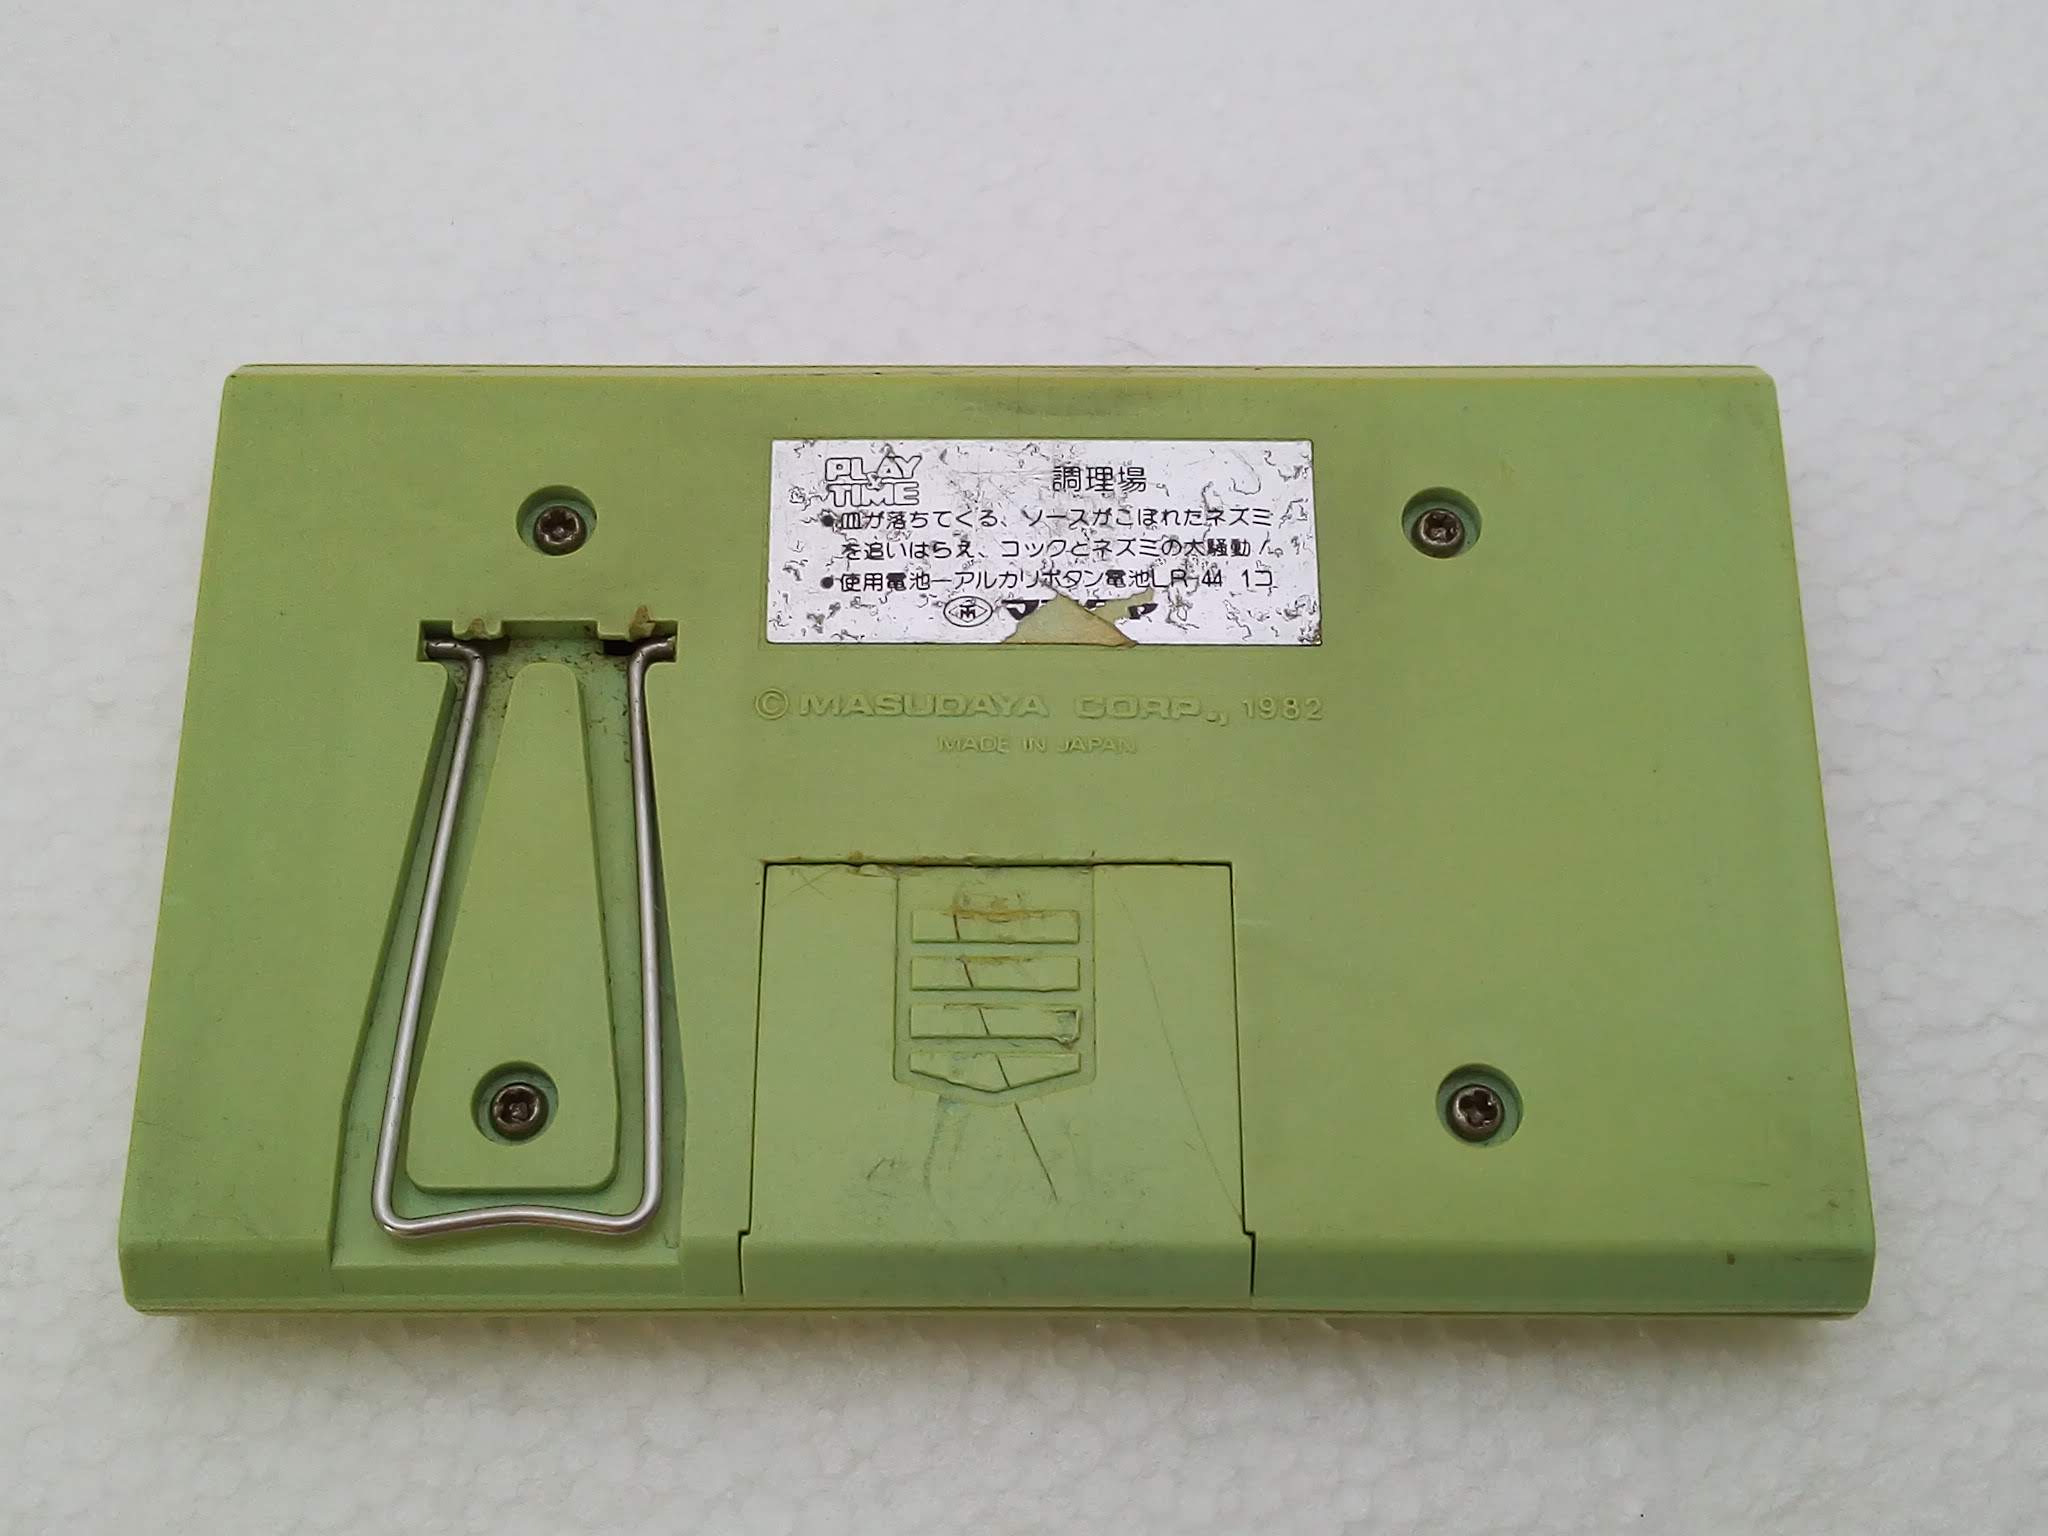 PLAY & TIME 調理場
●皿が落ちてくる、ソースがこぼれたネズミ
を追いはらえ、コックとネズミの大騒動!
●使用電池—アルカリボタン電池LR-44 1コ
© MASUDAYA CORP., 1982
MADE IN JAPAN